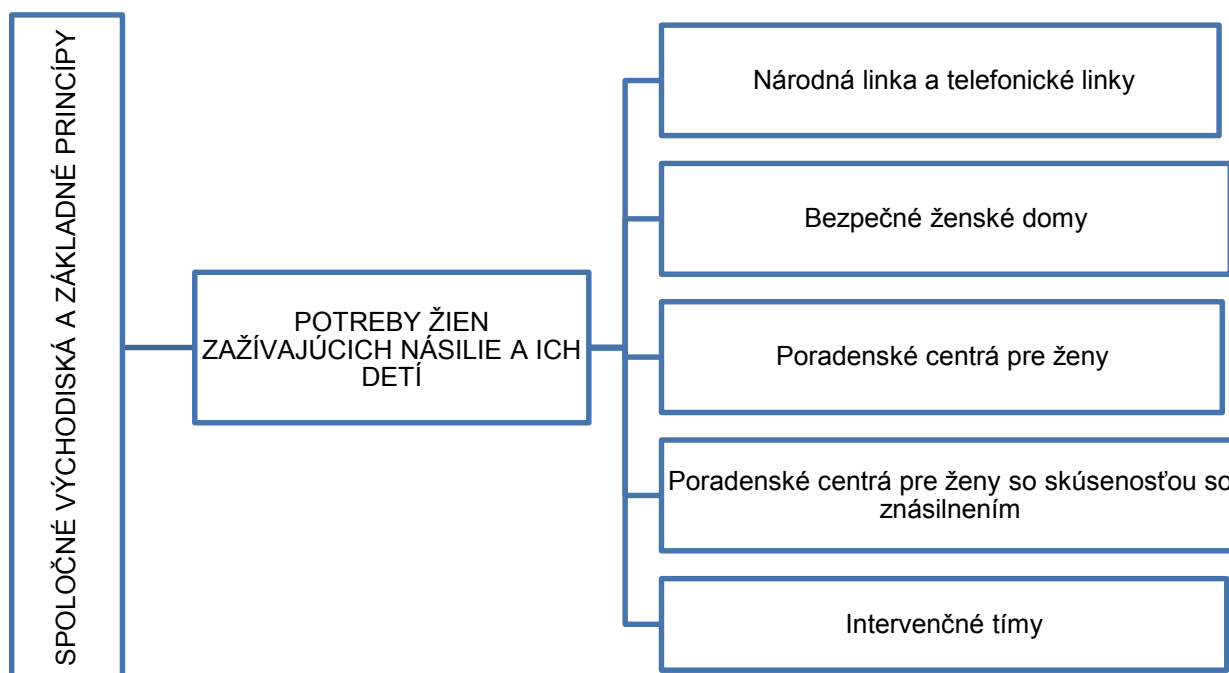 SPOLOČNÉ VÝCHODISKÁ A ZÁKLADNÉ PRINCÍPY
POTREBY ŽIEN
ZAŽÍVAJÚCICH NÁSILIE A ICH
DETÍ
Národná linka a telefonické linky
Bezpečné ženské domy
Poradenské centrá pre ženy
Poradenské centrá pre ženy so skúsenosťou so
znásilnením
Intervenčné tímy